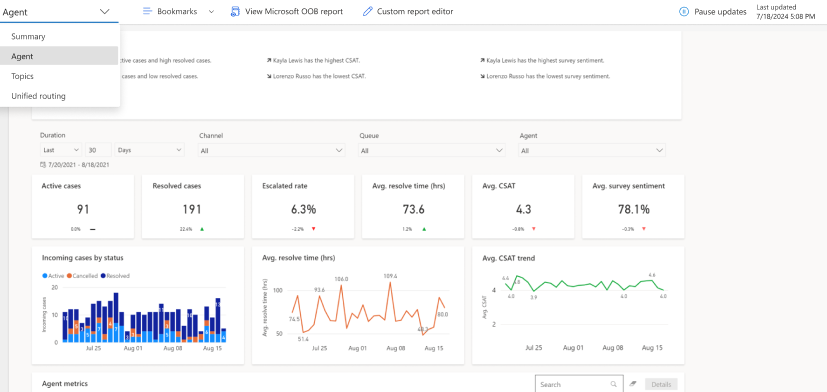 Agent
Bookmarks
View Microsoft OOB report
Custom report editor
Pause updates
Last updated
7/18/2024 5:08 PM
Summary
Agent
Topics
Unified routing
ctive cases and high resolved cases.
cases and low resolved cases.
Kayla Lewis has the highest CSAT.
Lorenzo Russo has the lowest CSAT.
Kayla Lewis has the highest survey sentiment.
Lorenzo Russo has the lowest survey sentiment.
Duration
Channel
Queue
Agent
Last 30 Days
All
All
All
7/20/2021 - 8/18/2021
Active cases
91
0.0%
Resolved cases
191
22.4%
Escalated rate
6.3%
-2.2%
Avg. resolve time (hrs)
73.6
1.2%
Avg. CSAT
4.3
-0.8%
Avg. survey sentiment
78.1%
-0.3%
Incoming cases by status
Active Cancelled Resolved
Incoming cases
20
10
0
Jul 25 Aug 01 Aug 08 Aug 15
Avg. resolve time (hrs)
Avg. resolve time (hrs)
100
50
74.5
51.4
93.6
106.0
109.4
80.0
Jul 25 Aug 01 Aug 08 Aug 15
Avg. CSAT trend
Avg. CSAT
4
2
4.0
3.9
4.6
4.0
4.0
Jul 25 Aug 01 Aug 08 Aug 15
Agent metrics
Search
Details